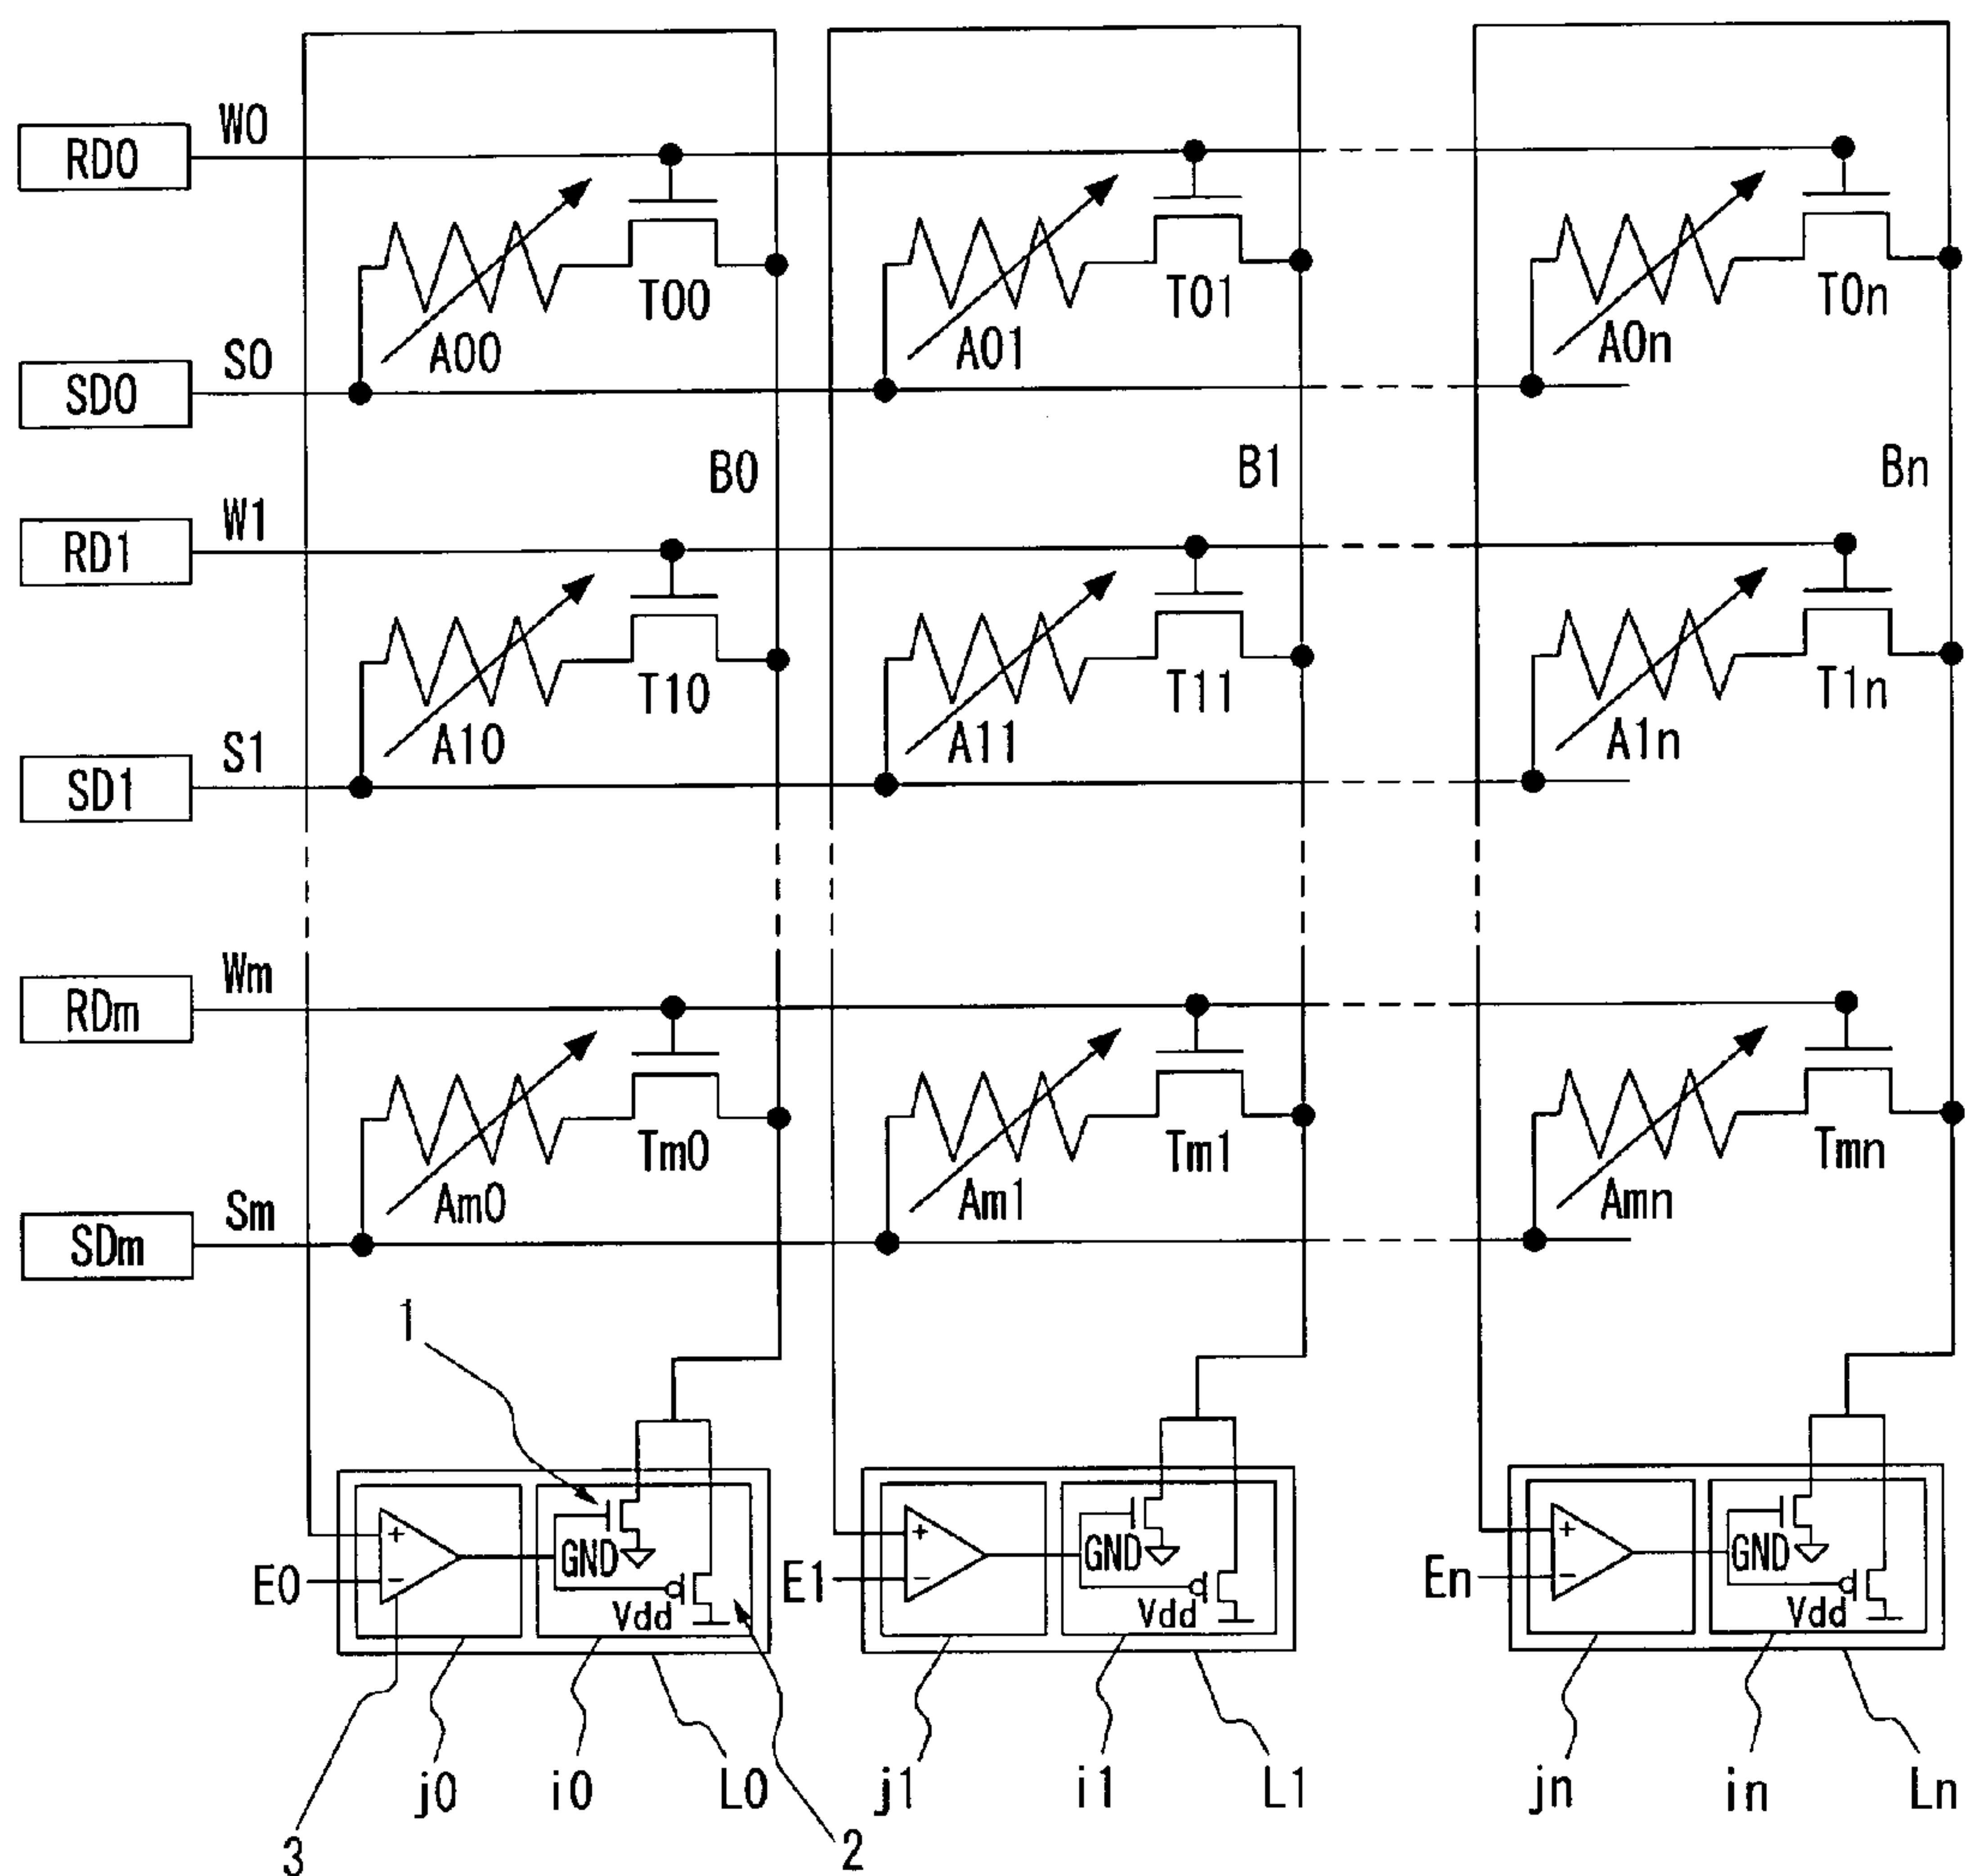 W0
RD0
T00 T01 T0n
A00 A01 A0n
S0
SD0
B0 B1 Bn
W1
RD1
T10 T11 T1n
A10 A11 A1n
S1
SD1
Wm
RDm
Tm0 Tm1 Tmn
Am0 Am1 Amn
Sm
SDm
1
+ + +
GND GND GND
E0 − E1 − En −
Vdd Vdd Vdd
j0 i0 L0 j1 i1 L1 jn in Ln
3 2